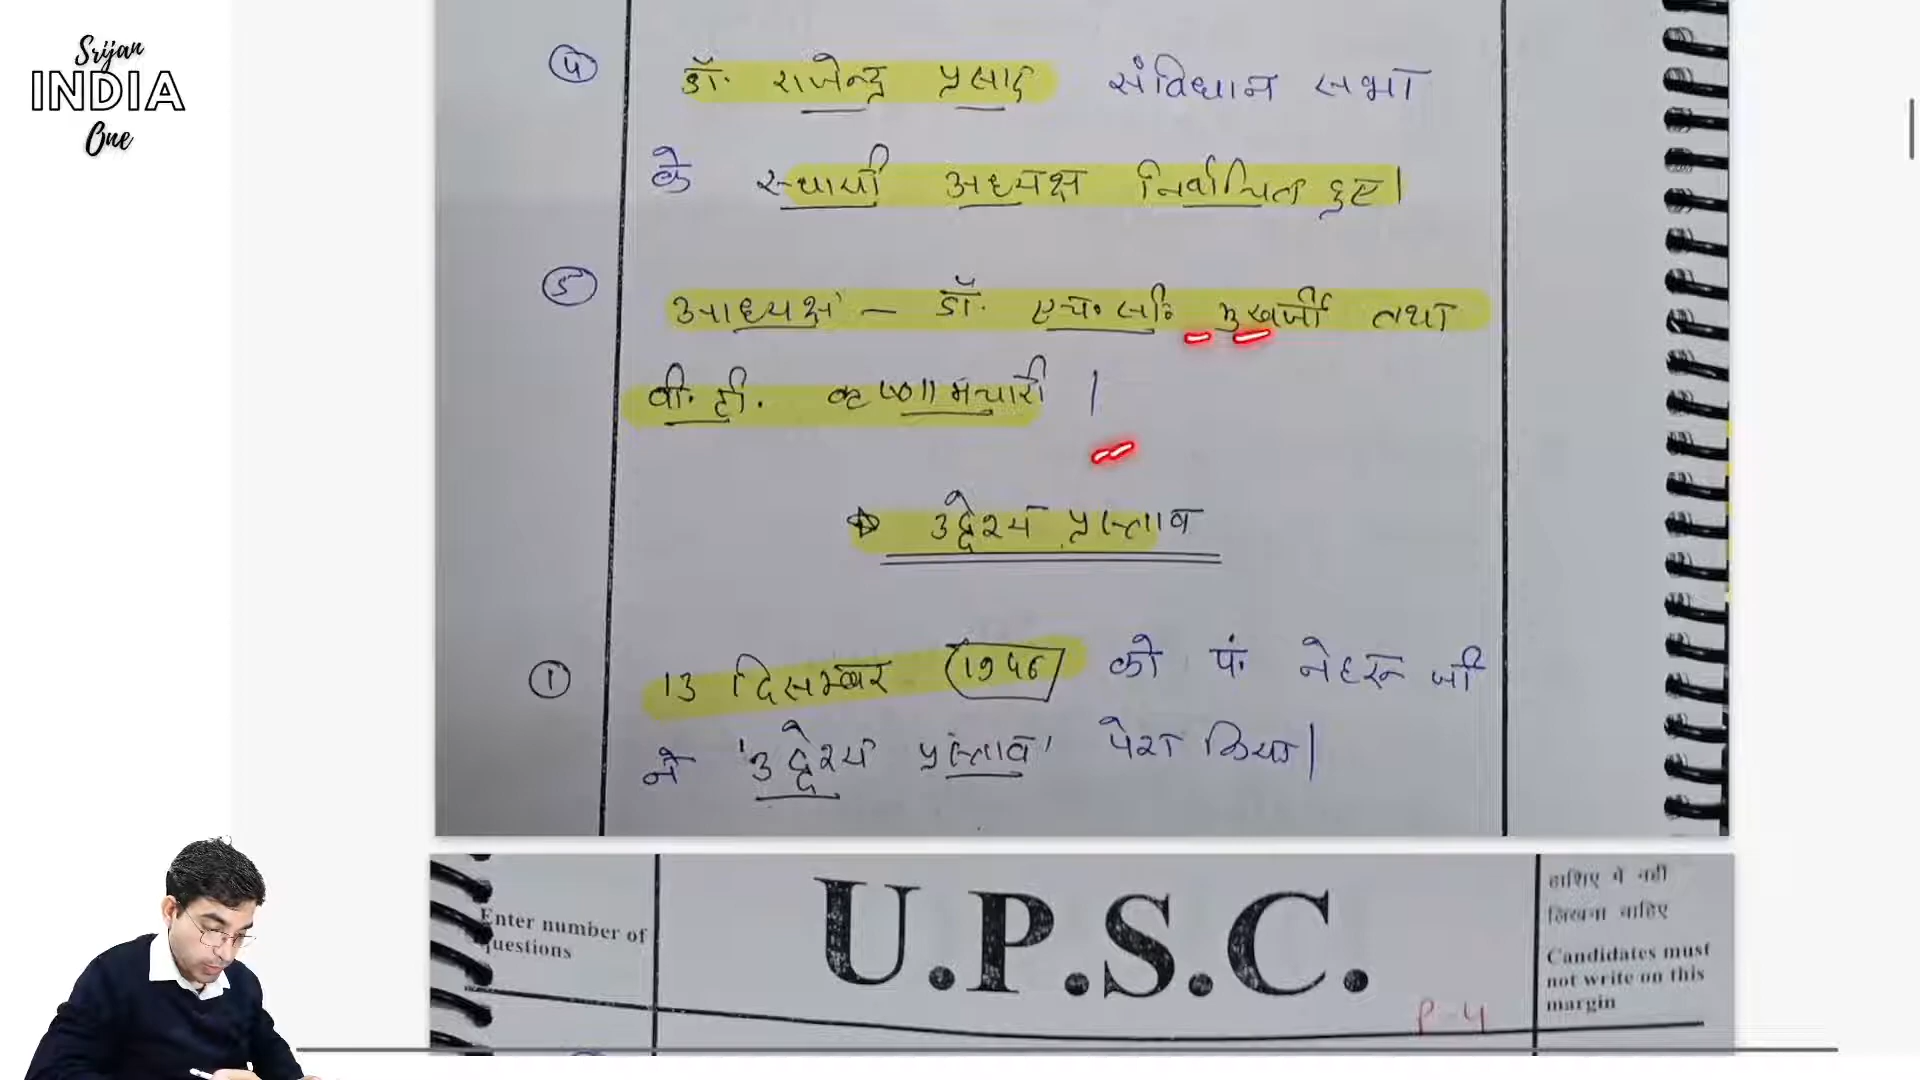 Srijan
INDIA
One
④ डॉ. राजेन्द्र प्रसाद संविधान सभा
के स्थायी अध्यक्ष निर्वाचित हुए।
⑤ उपाध्यक्ष – डॉ. एच. सी. मुखर्जी तथा
वी. टी. कृष्णामचारी।
उद्देश्य प्रस्ताव
① 13 दिसम्बर 1946 को पं. नेहरू जी
ने 'उद्देश्य प्रस्ताव' पेश किया।
Enter number of
questions
U.P.S.C.
P-4
हाशिए में नहीं
लिखना चाहिए
Candidates must
not write on this
margin